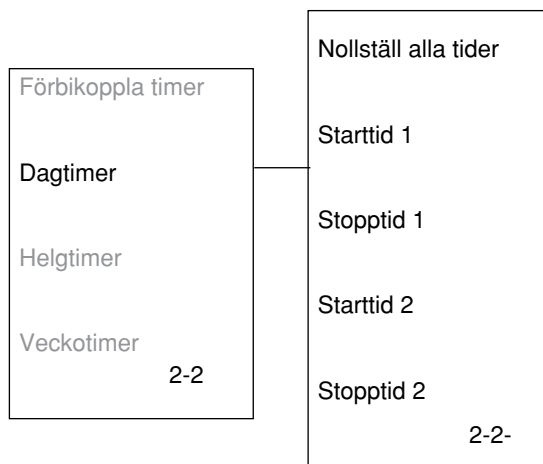 Förbikoppla timer
Dagtimer
Helgtimer
Veckotimer
2-2
Nollställ alla tider
Starttid 1
Stopptid 1
Starttid 2
Stopptid 2
2-2-